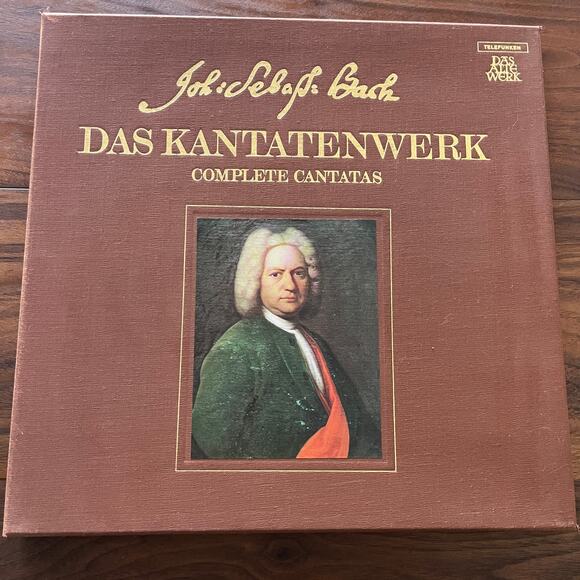 TELEFUNKEN
DAS
ALTE
WERK
Joh: Sebaſt: Bach
DAS KANTATENWERK
COMPLETE CANTATAS